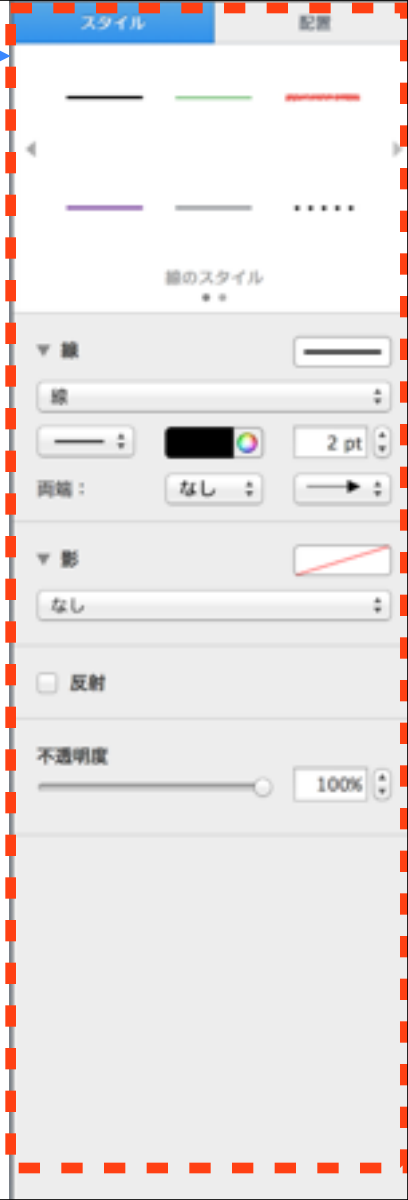 スタイル 配置
線のスタイル
線
線
2 pt
両端： なし
影
なし
反射
不透明度
100%